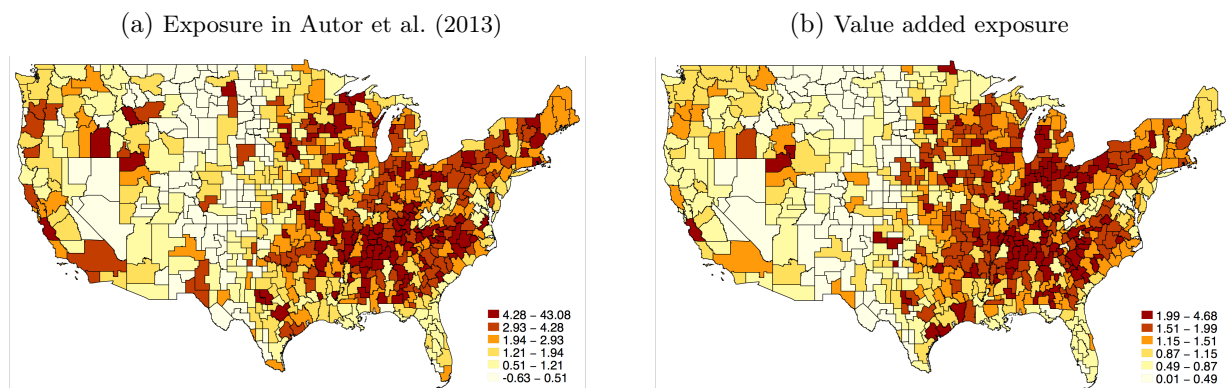 (a) Exposure in Autor et al. (2013)
(b) Value added exposure
4.28 – 43.08
2.93 – 4.28
1.94 – 2.93
1.21 – 1.94
0.51 – 1.21
-0.63 – 0.51
1.99 – 4.68
1.51 – 1.99
1.15 – 1.51
0.87 – 1.15
0.49 – 0.87
0.01 – 0.49